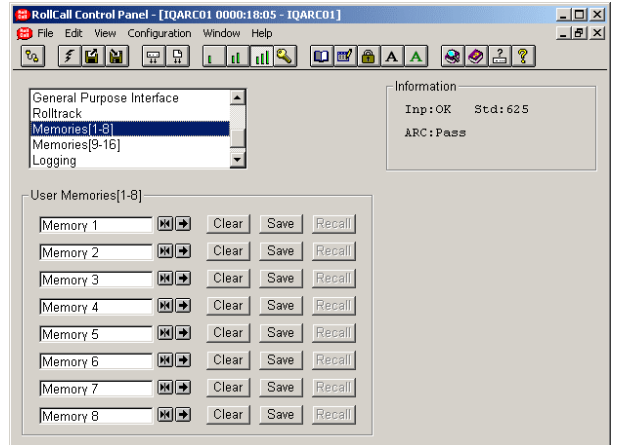 RollCall Control Panel - [IQARC01 0000:18:05 - IQARC01]
File Edit View Configuration Window Help
A A
General Purpose Interface
Rolltrack
Memories[1-8]
Memories[9-16]
Logging
Information
Inp:OK Std:625
ARC:Pass
User Memories[1-8]
Memory 1 Clear Save Recall
Memory 2 Clear Save Recall
Memory 3 Clear Save Recall
Memory 4 Clear Save Recall
Memory 5 Clear Save Recall
Memory 6 Clear Save Recall
Memory 7 Clear Save Recall
Memory 8 Clear Save Recall